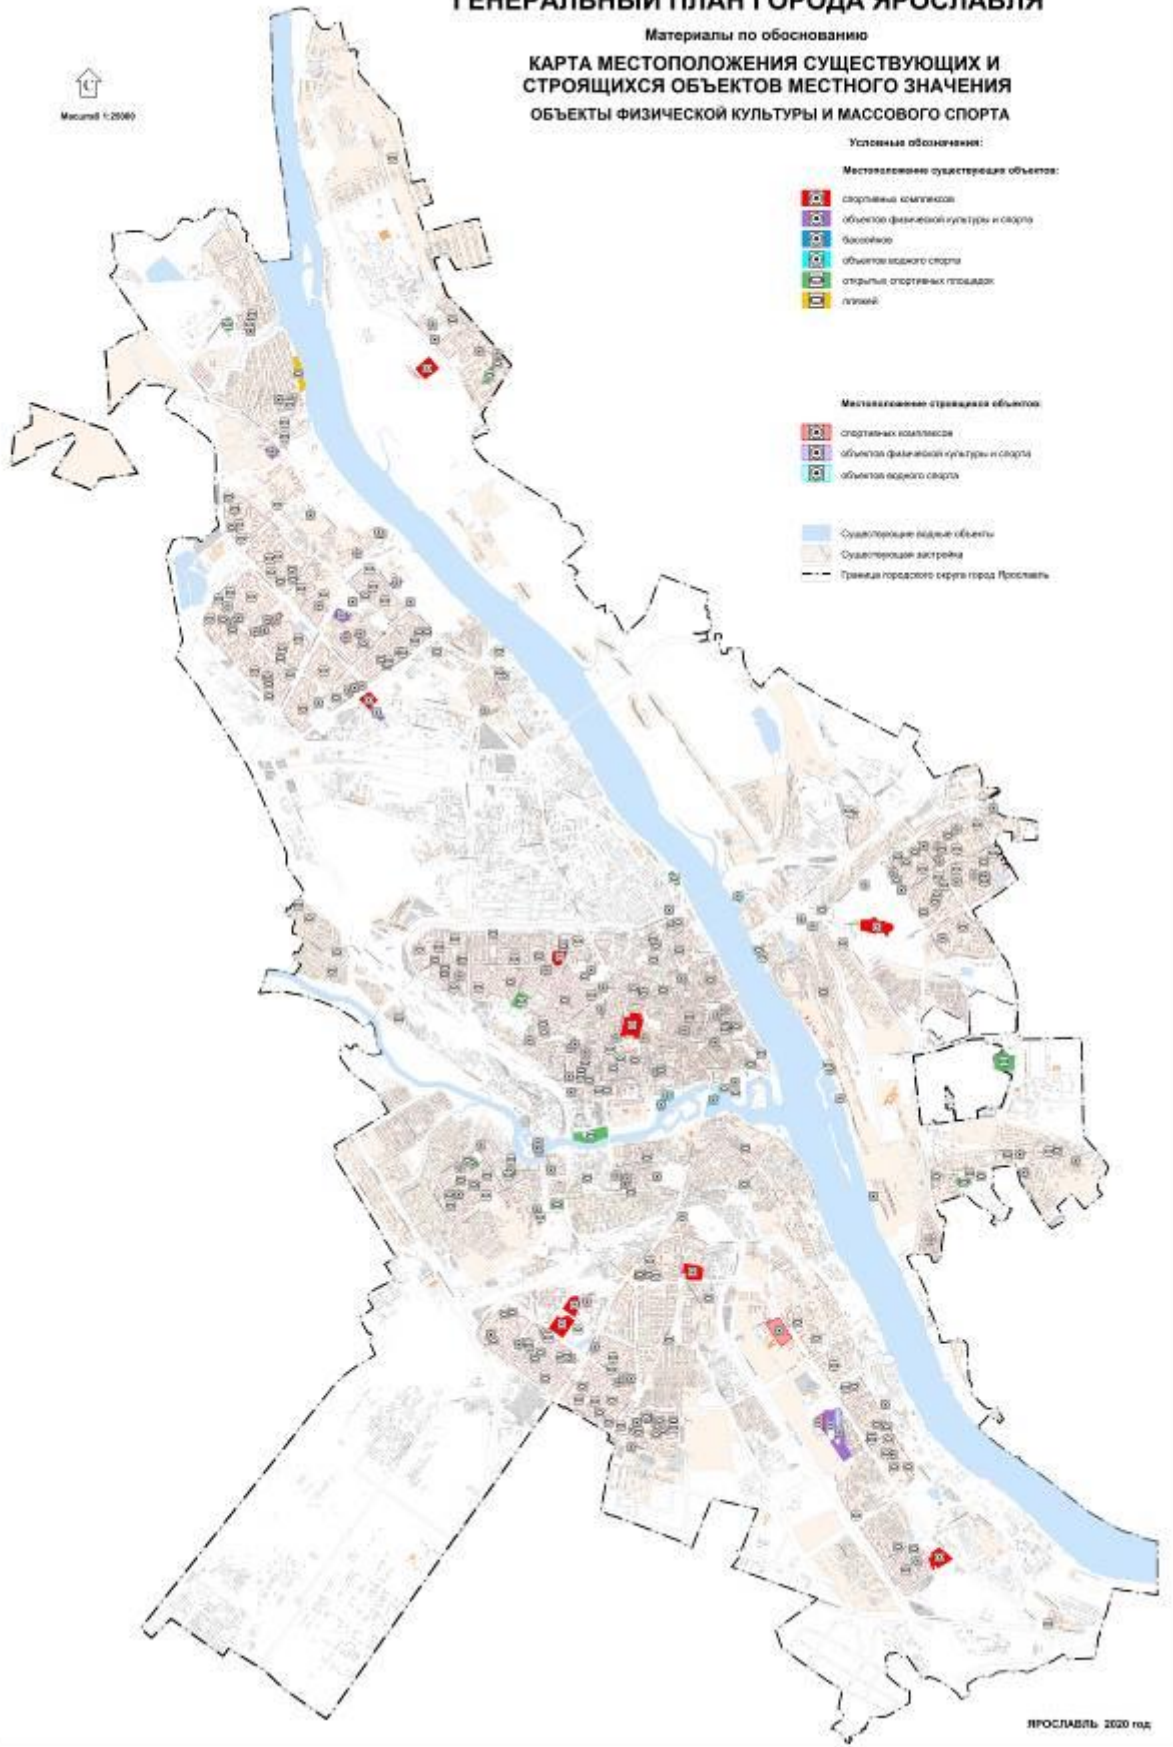 ГЕНЕРАЛЬНЫЙ ПЛАН ГОРОДА ЯРОСЛАВЛЯ
Материалы по обоснованию
КАРТА МЕСТОПОЛОЖЕНИЯ СУЩЕСТВУЮЩИХ И
СТРОЯЩИХСЯ ОБЪЕКТОВ МЕСТНОГО ЗНАЧЕНИЯ
ОБЪЕКТЫ ФИЗИЧЕСКОЙ КУЛЬТУРЫ И МАССОВОГО СПОРТА
С
Масштаб 1:25000
Условные обозначения:
Местоположение существующих объектов:
спортивных комплексов
объектов физической культуры и спорта
бассейнов
объектов водного спорта
открытых спортивных площадок
пляжей
Местоположение строящихся объектов:
спортивных комплексов
объектов физической культуры и спорта
объектов водного спорта
Существующие водные объекты
Существующая застройка
Граница городского округа город Ярославль
ЯРОСЛАВЛЬ 2020 год